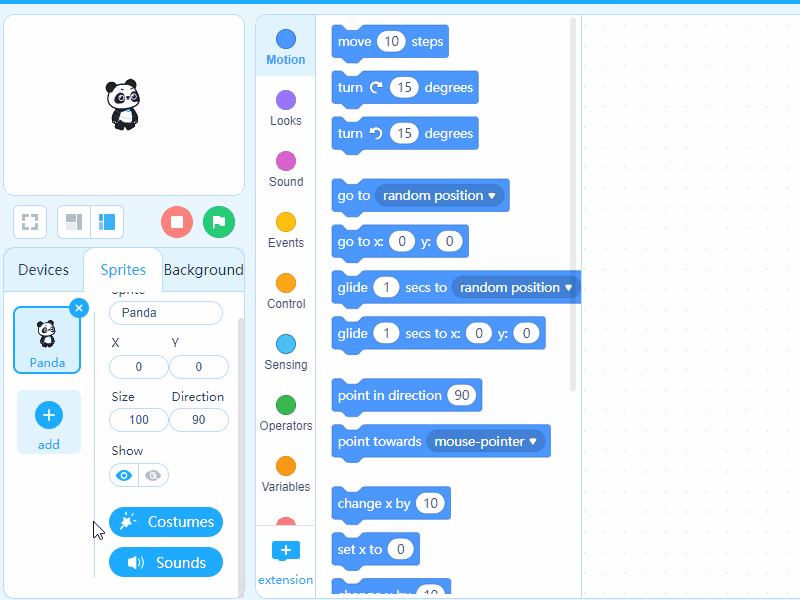 Motion
Looks
Sound
Events
Control
Sensing
Operators
Variables
extension
move 10 steps
turn 15 degrees
turn 15 degrees
go to random position
go to x: 0 y: 0
glide 1 secs to random position
glide 1 secs to x: 0 y: 0
point in direction 90
point towards mouse-pointer
change x by 10
set x to 0
change y by 10
Devices
Sprites
Background
Sprite
Panda
X Y
0 0
Size Direction
100 90
Show
Costumes
Sounds
Panda
add